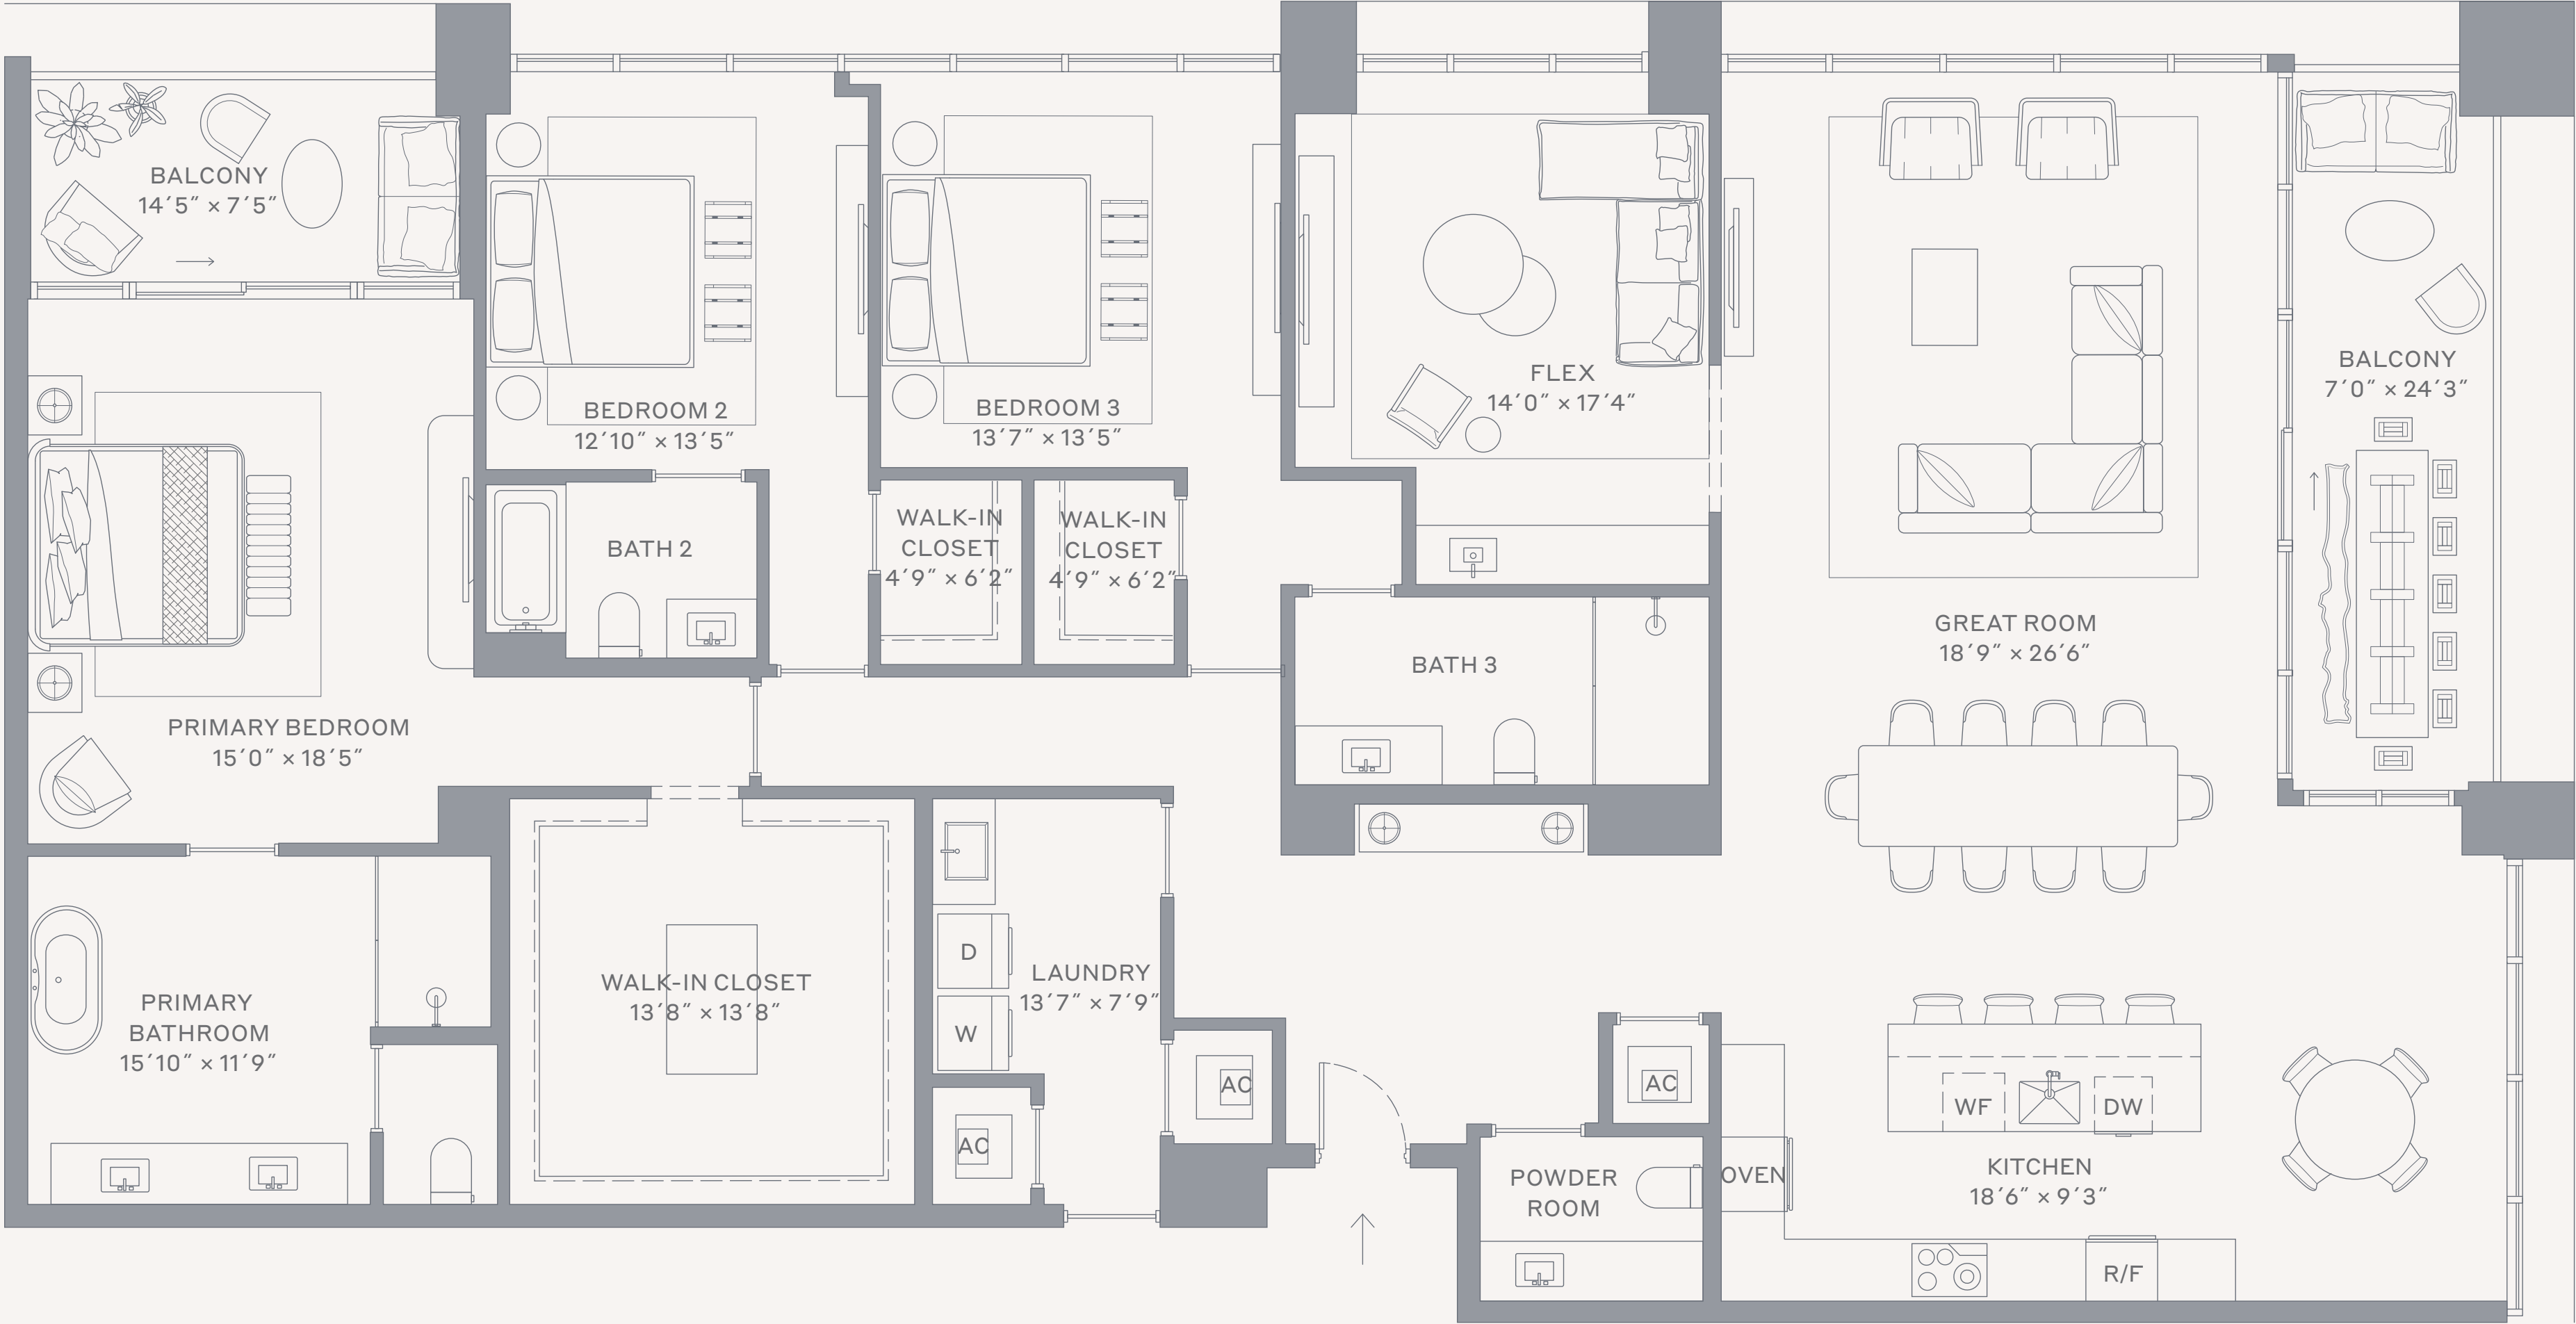 BALCONY
14′5″ × 7′5″
BEDROOM 2
12′10″ × 13′5″
BEDROOM 3
13′7″ × 13′5″
FLEX
14′0″ × 17′4″
BALCONY
7′0″ × 24′3″
BATH 2
WALK-IN
CLOSET
4′9″ × 6′2″
WALK-IN
CLOSET
4′9″ × 6′2″
GREAT ROOM
18′9″ × 26′6″
BATH 3
PRIMARY BEDROOM
15′0″ × 18′5″
PRIMARY
BATHROOM
15′10″ × 11′9″
WALK-IN CLOSET
13′8″ × 13′8″
D
W
LAUNDRY
13′7″ × 7′9″
AC
AC
AC
WF
DW
POWDER
ROOM
OVEN
KITCHEN
18′6″ × 9′3″
R/F